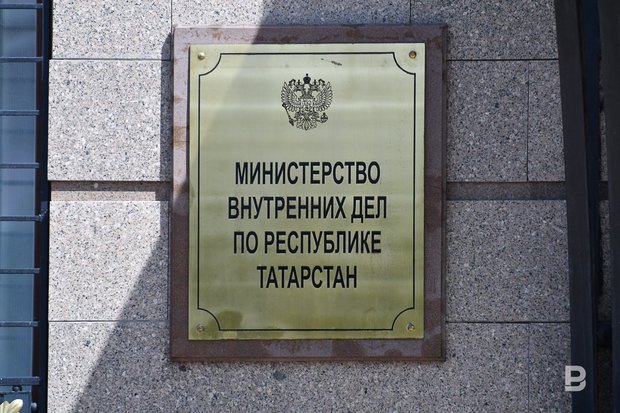 МИНИСТЕРСТВО
ВНУТРЕННИХ ДЕЛ
ПО РЕСПУБЛИКЕ
ТАТАРСТАН
B